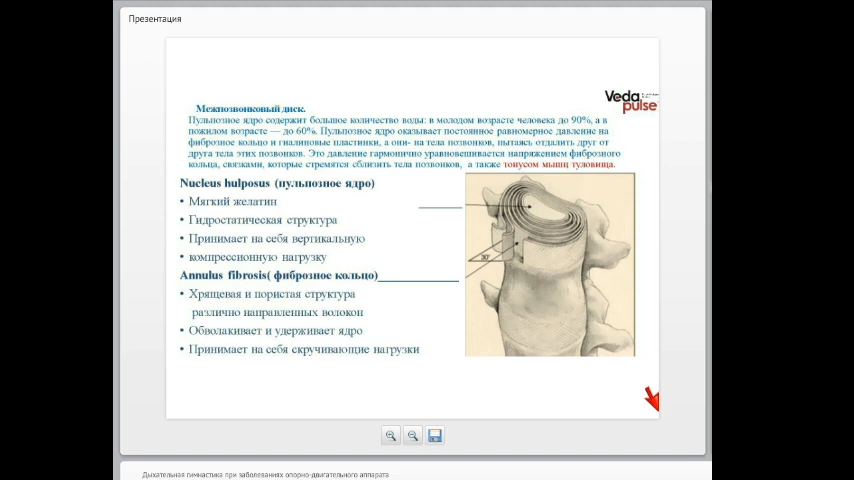 Презентация
Veda
pulse
Межпозвонковый диск.
Пульпозное ядро содержит большое количество воды: в молодом возрасте человека до 90%, а в
пожилом возрасте — до 60%. Пульпозное ядро оказывает постоянное равномерное давление на
фиброзное кольцо и гиалиновые пластинки, а они- на тела позвонков, пытаясь отдалить друг от
друга тела этих позвонков. Это давление гармонично уравновешивается напряжением фиброзного
кольца, связками, которые стремятся сблизить тела позвонков, а также тонусом мышц туловища.
Nucleus hulposus (пульпозное ядро)
• Мягкий желатин
• Гидростатическая структура
• Принимает на себя вертикальную
• компрессионную нагрузку
Annulus fibrosis( фиброзное кольцо)
• Хрящевая и пористая структура
различно направленных волокон
• Обволакивает и удерживает ядро
• Принимает на себя скручивающие нагрузки
30°
Дыхательная гимнастика при заболеваниях опорно-двигательного аппарата